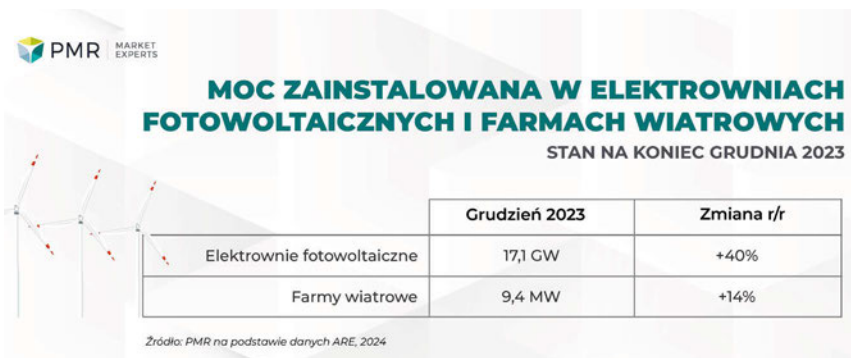 PMR MARKET EXPERTS
MOC ZAINSTALOWANA W ELEKTROWNIACH
FOTOWOLTAICZNYCH I FARMACH WIATROWYCH
STAN NA KONIEC GRUDNIA 2023
Grudzień 2023 Zmiana r/r
Elektrownie fotowoltaiczne 17,1 GW +40%
Farmy wiatrowe 9,4 MW +14%
Źródło: PMR na podstawie danych ARE, 2024